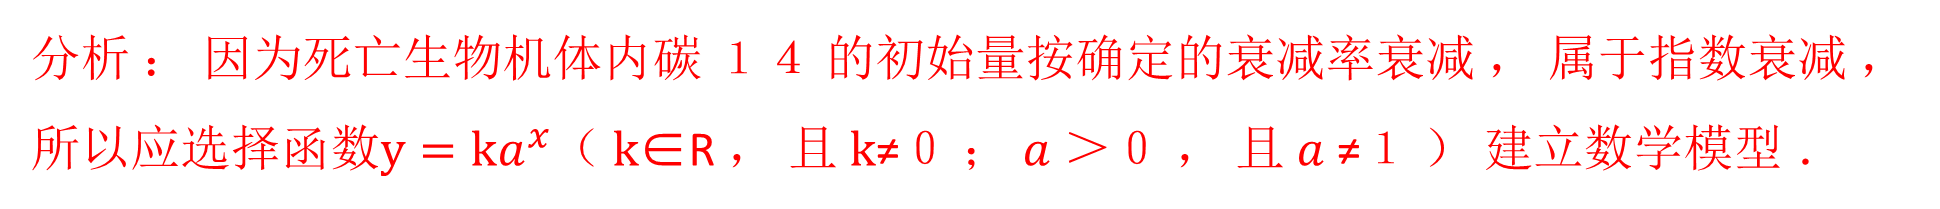 分析： 因为死亡生物机体内碳 １ ４ 的初始量按确定的衰减率衰减， 属于指数衰减，
所以应选择函数y = ka^x（ k∈R， 且 k≠０ ； a ＞ ０ ， 且 a ≠１ ） 建立数学模型．